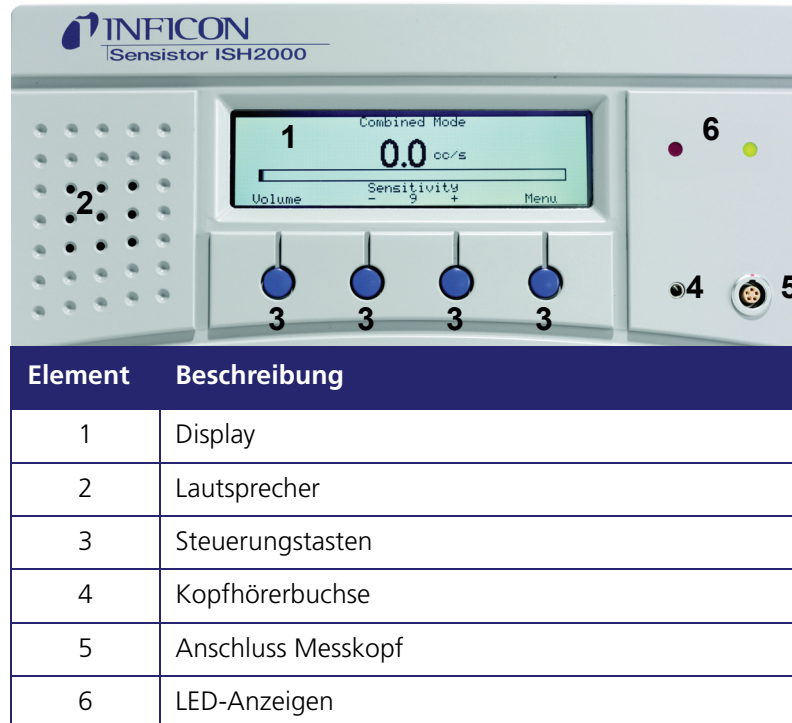 INFICON
Sensistor ISH2000
1 Combined Mode 6
0.0 cc/s
2 Sensitivity
Volume - 9 + Menu
4 5
3 3 3 3
Element Beschreibung
1 Display
2 Lautsprecher
3 Steuerungstasten
4 Kopfhörerbuchse
5 Anschluss Messkopf
6 LED-Anzeigen